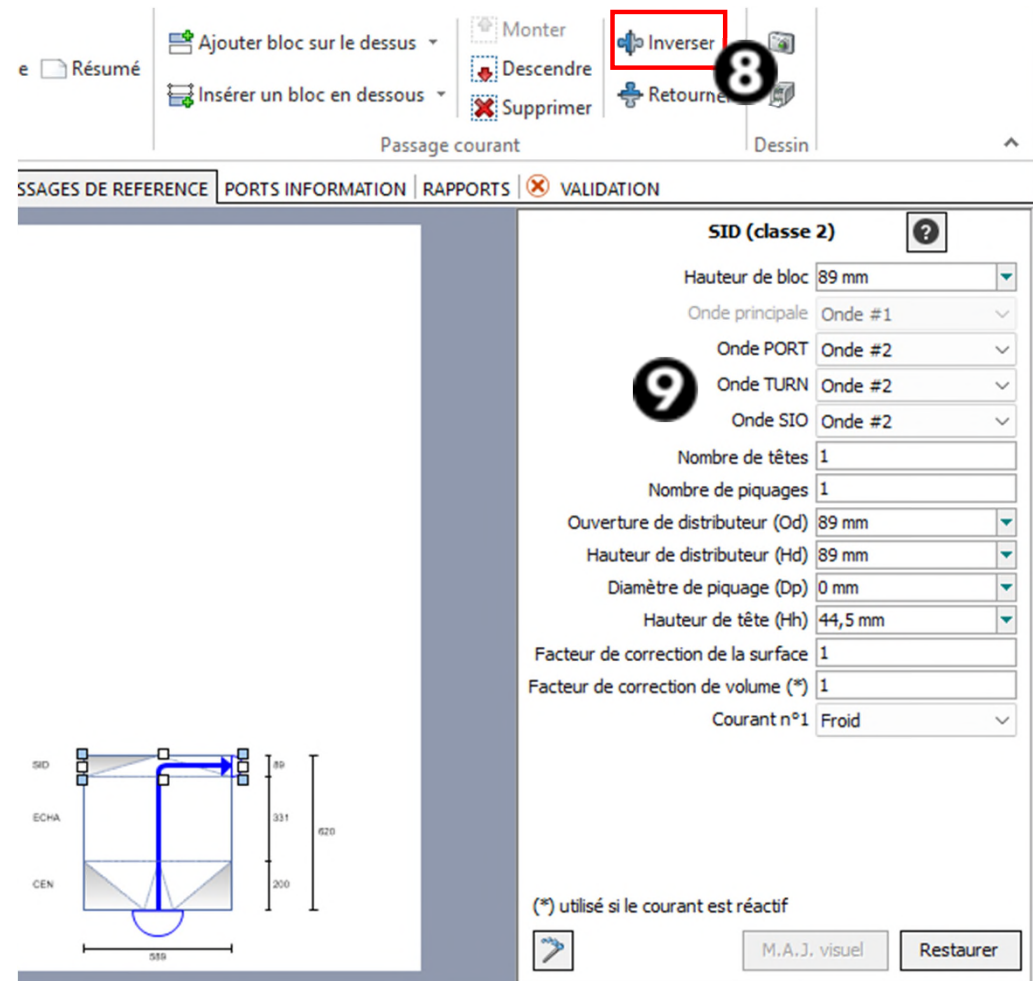 Ajouter bloc sur le dessus
Monter
Inverser
8
e Résumé
Descendre
Insérer un bloc en dessous
Supprimer
Retourner
Passage courant
Dessin
SSAGES DE REFERENCE PORTS INFORMATION RAPPORTS VALIDATION
SID (classe 2) ?
Hauteur de bloc 89 mm
Onde principale Onde #1
Onde PORT Onde #2
9
Onde TURN Onde #2
Onde SIO Onde #2
Nombre de têtes 1
Nombre de piquages 1
Ouverture de distributeur (Od) 89 mm
Hauteur de distributeur (Hd) 89 mm
Diamètre de piquage (Dp) 0 mm
Hauteur de tête (Hh) 44,5 mm
Facteur de correction de la surface 1
Facteur de correction de volume (*) 1
Courant n°1 Froid
SID
89
ECHA
331
620
CEN
200
589
(*) utilisé si le courant est réactif
M.A.J. visuel
Restaurer